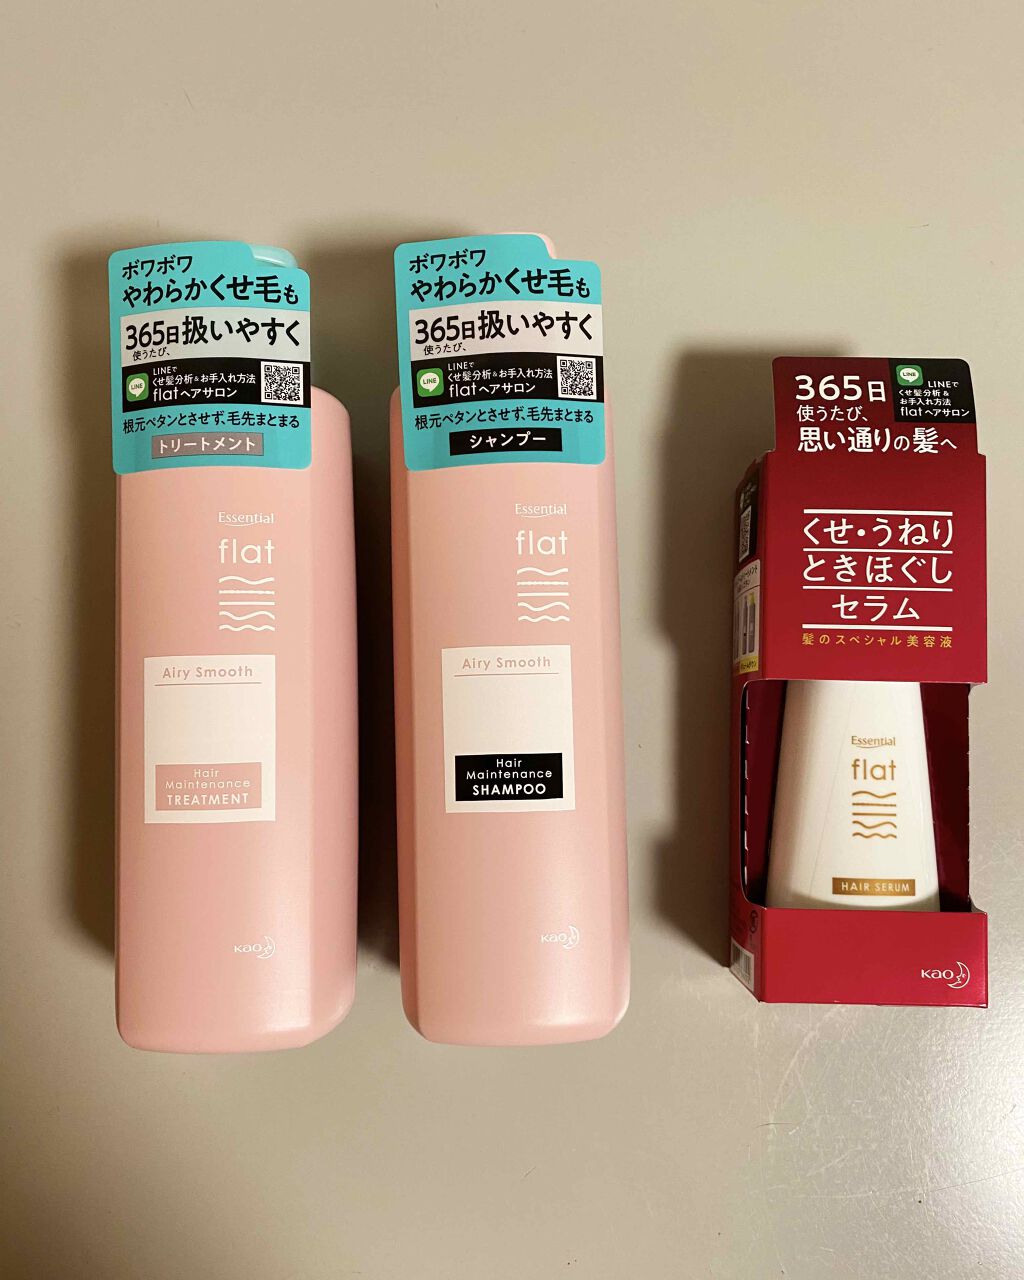 ボワボワ
やわらかくせ毛も
365日扱いやすく
使うたび、
LINE
LINEで
くせ髪分析&お手入れ方法
flatヘアサロン
根元ペタンとさせず、毛先まとまる
トリートメント
Essential
flat
Airy Smooth
Hair
Maintenance
TREATMENT
Kao
ボワボワ
やわらかくせ毛も
365日扱いやすく
使うたび、
LINE
LINEで
くせ髪分析&お手入れ方法
flatヘアサロン
根元ペタンとさせず、毛先まとまる
シャンプー
Essential
flat
Airy Smooth
Hair
Maintenance
SHAMPOO
Kao
365日
使うたび、
思い通りの髪へ
LINE
LINEで
くせ髪分析&
お手入れ方法
flatヘアサロン
くせ・うねり
ときほぐし
セラム
髪のスペシャル美容液
Essential
flat
HAIR SERUM
Kao